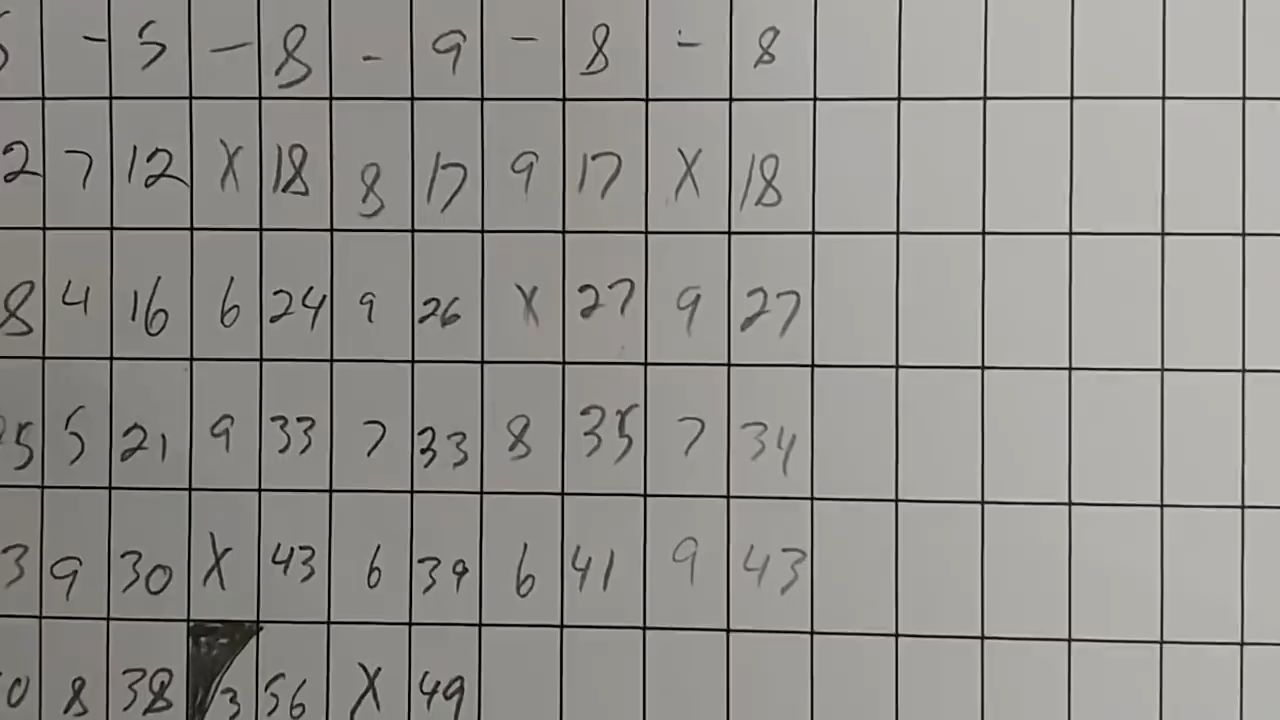 - 5 - 8 - 9 - 8 - 8
2 7 12 X 18 8 17 9 17 X 18
8 4 16 6 24 9 26 X 27 9 27
5 5 21 9 33 7 33 8 35 7 34
3 9 30 X 43 6 39 6 41 9 43
0 8 38 3 56 X 49